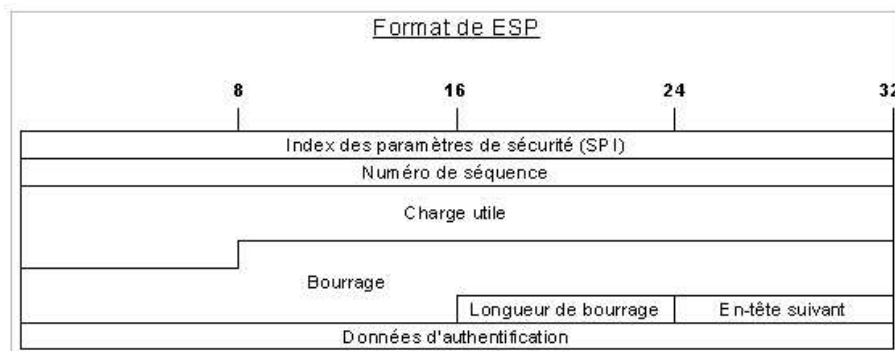 Format de ESP
8 16 24 32
Index des paramètres de sécurité (SPI)
Numéro de séquence
Charge utile
Bourrage
Longueur de bourrage En-tête suivant
Données d'authentification